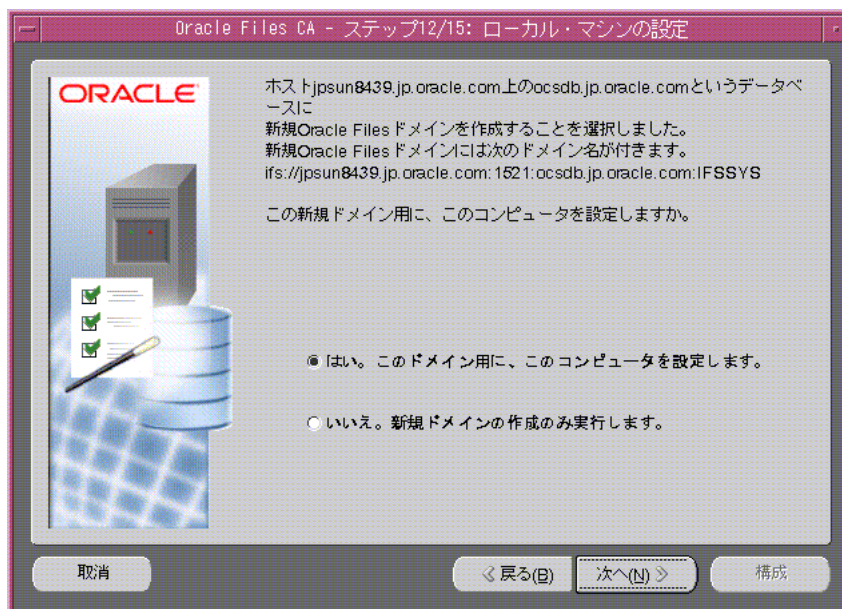 Oracle Files CA - ステップ12/15: ローカル・マシンの設定
ORACLE
ホストjpsun8439.jp.oracle.com上のocsdb.jp.oracle.comというデータベ
ースに
新規Oracle Filesドメインを作成することを選択しました。
新規Oracle Filesドメインには次のドメイン名が付きます。
ifs://jpsun8439.jp.oracle.com:1521:ocsdb.jp.oracle.com:IFSSYS
この新規ドメイン用に、このコンピュータを設定しますか。
はい。このドメイン用に、このコンピュータを設定します。
いいえ。新規ドメインの作成のみ実行します。
取消
戻る(B)
次へ(N)
構成